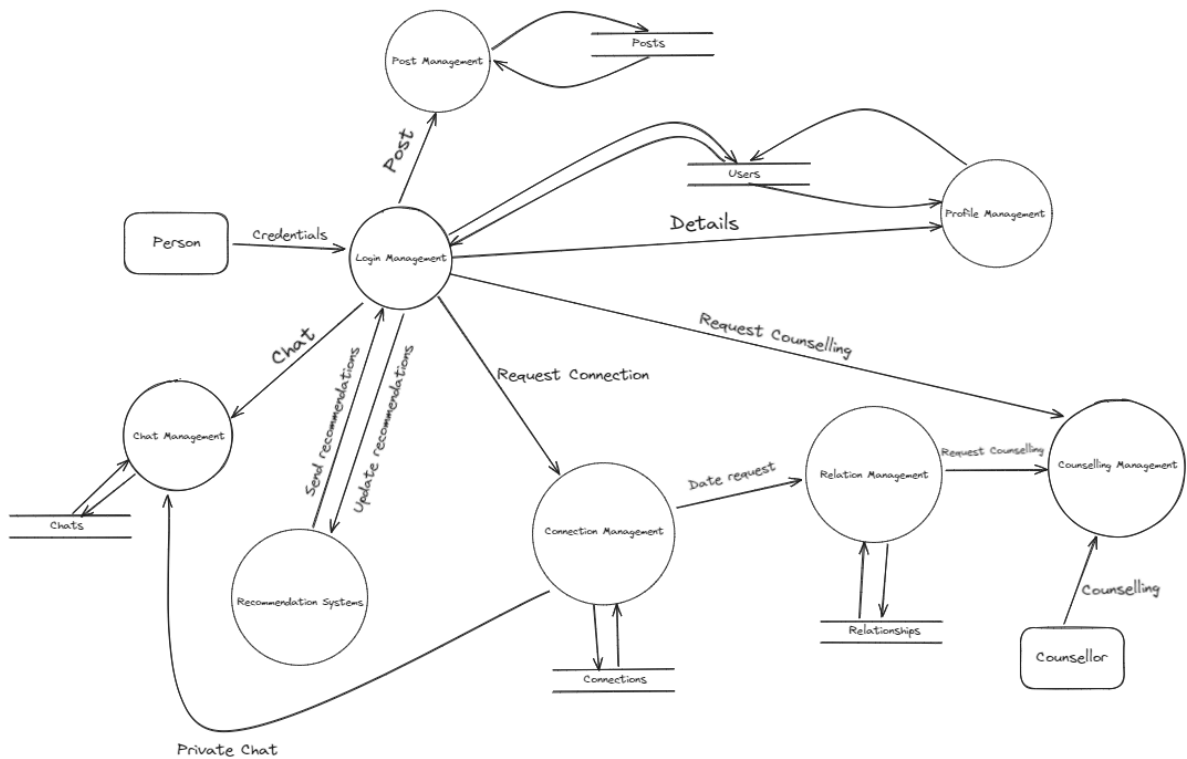 Posts
Post Management
Post
Users
Details
Profile Management
Person
Credentials
Login Management
Request Counselling
Chat
Send recommendations
Update recommendations
Request Connection
Chat Management
Date request
Relation Management
Request Counselling
Counselling Management
Chats
Connection Management
Recommendation Systems
Counselling
Relationships
Counsellor
Connections
Private Chat